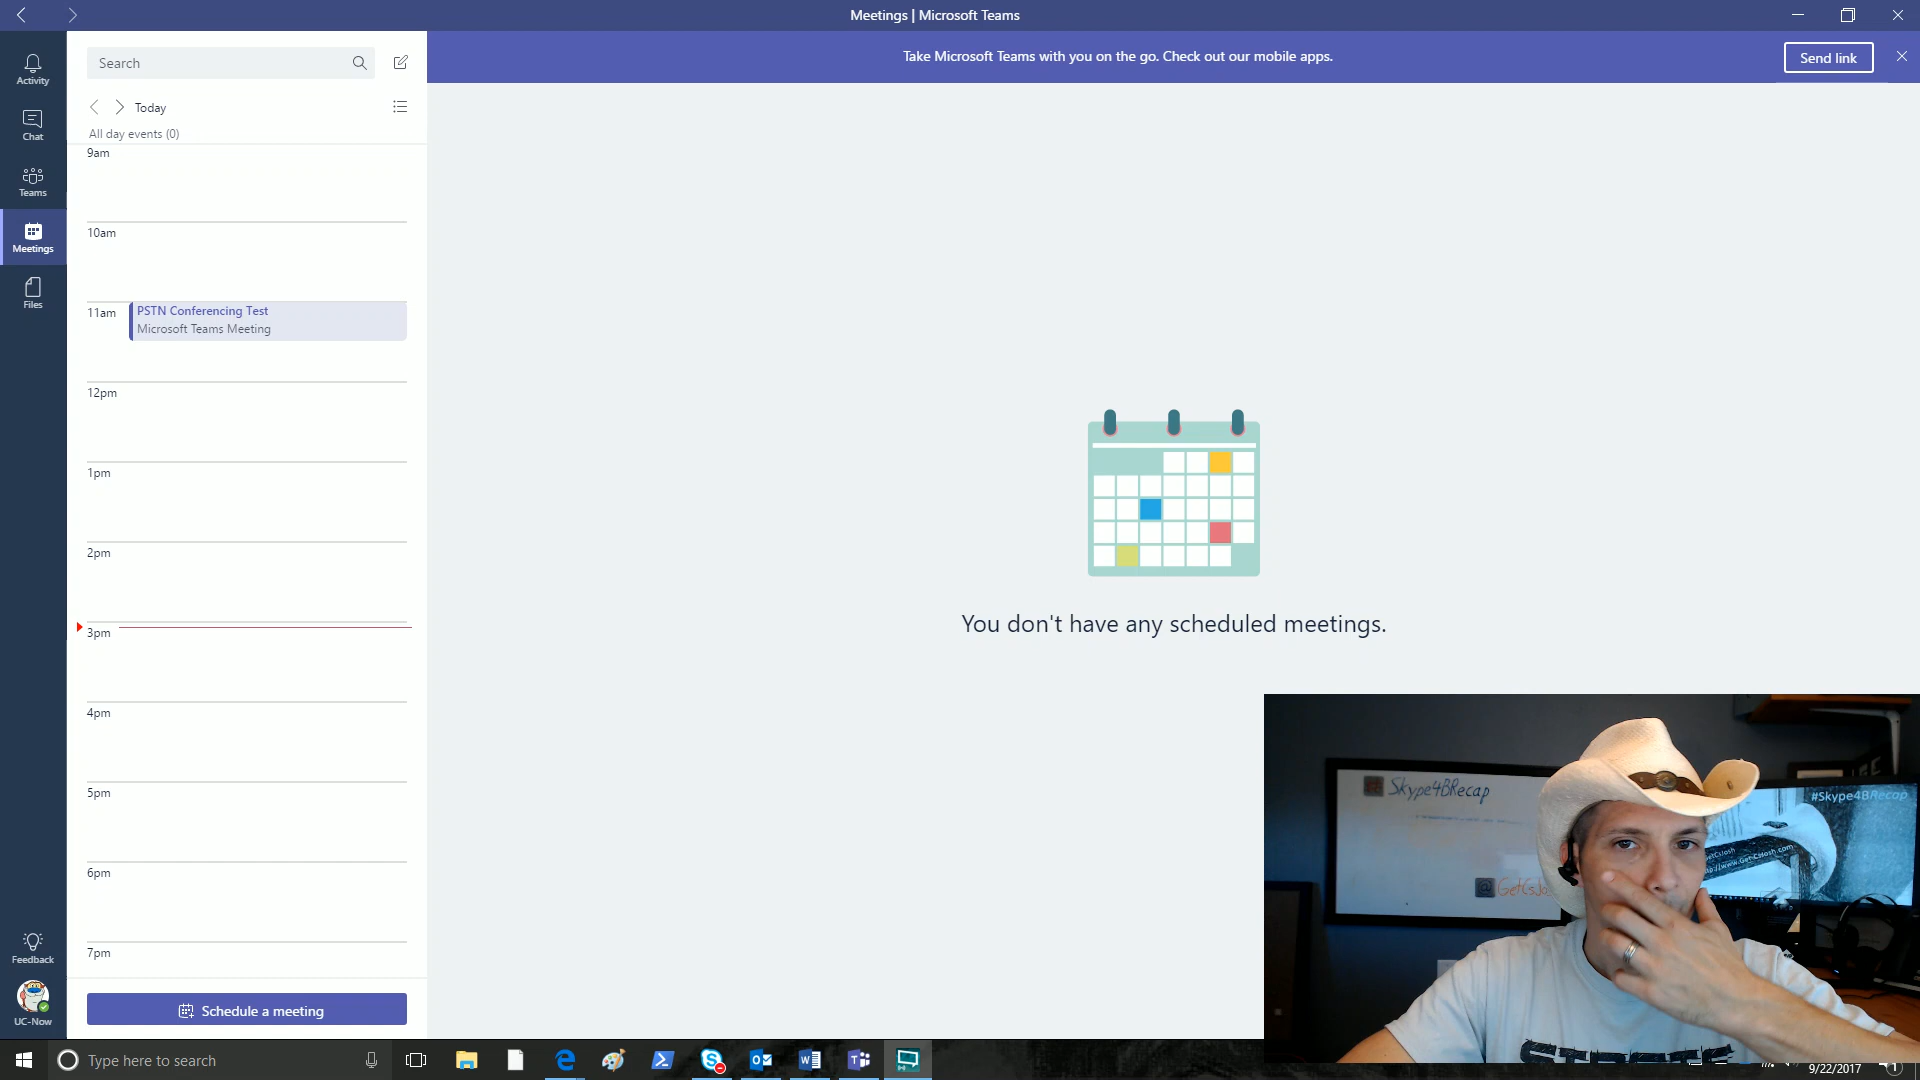 Meetings | Microsoft Teams
Search
Take Microsoft Teams with you on the go. Check out our mobile apps.
Send link
Activity
Chat
Teams
Meetings
Files
Today
All day events (0)
9am
10am
11am
PSTN Conferencing Test
Microsoft Teams Meeting
12pm
1pm
2pm
3pm
4pm
5pm
6pm
7pm
You don't have any scheduled meetings.
Skype4BRecap
#Skype4BRecap
Feedback
UC-Now
Schedule a meeting
Type here to search
9/22/2017
1